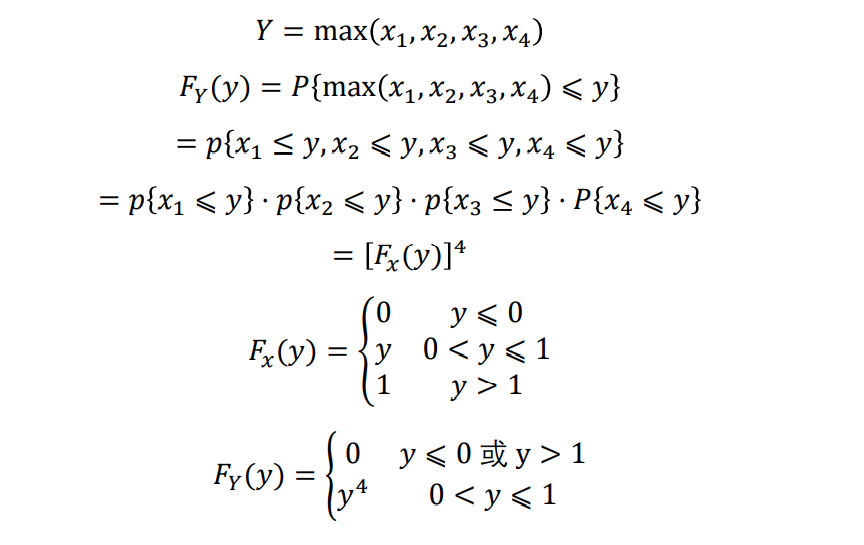 Y = max(x₁, x₂, x₃, x₄)
F_Y(y) = P{max(x₁, x₂, x₃, x₄) ⩽ y}
= p{x₁ ≤ y, x₂ ⩽ y, x₃ ⩽ y, x₄ ⩽ y}
= p{x₁ ⩽ y} · p{x₂ ⩽ y} · p{x₃ ≤ y} · P{x₄ ⩽ y}
= [F_x(y)]⁴
F_x(y) = {0 y ⩽ 0
y 0 < y ⩽ 1
1 y > 1
F_Y(y) = {0 y ⩽ 0 或 y > 1
y⁴ 0 < y ⩽ 1